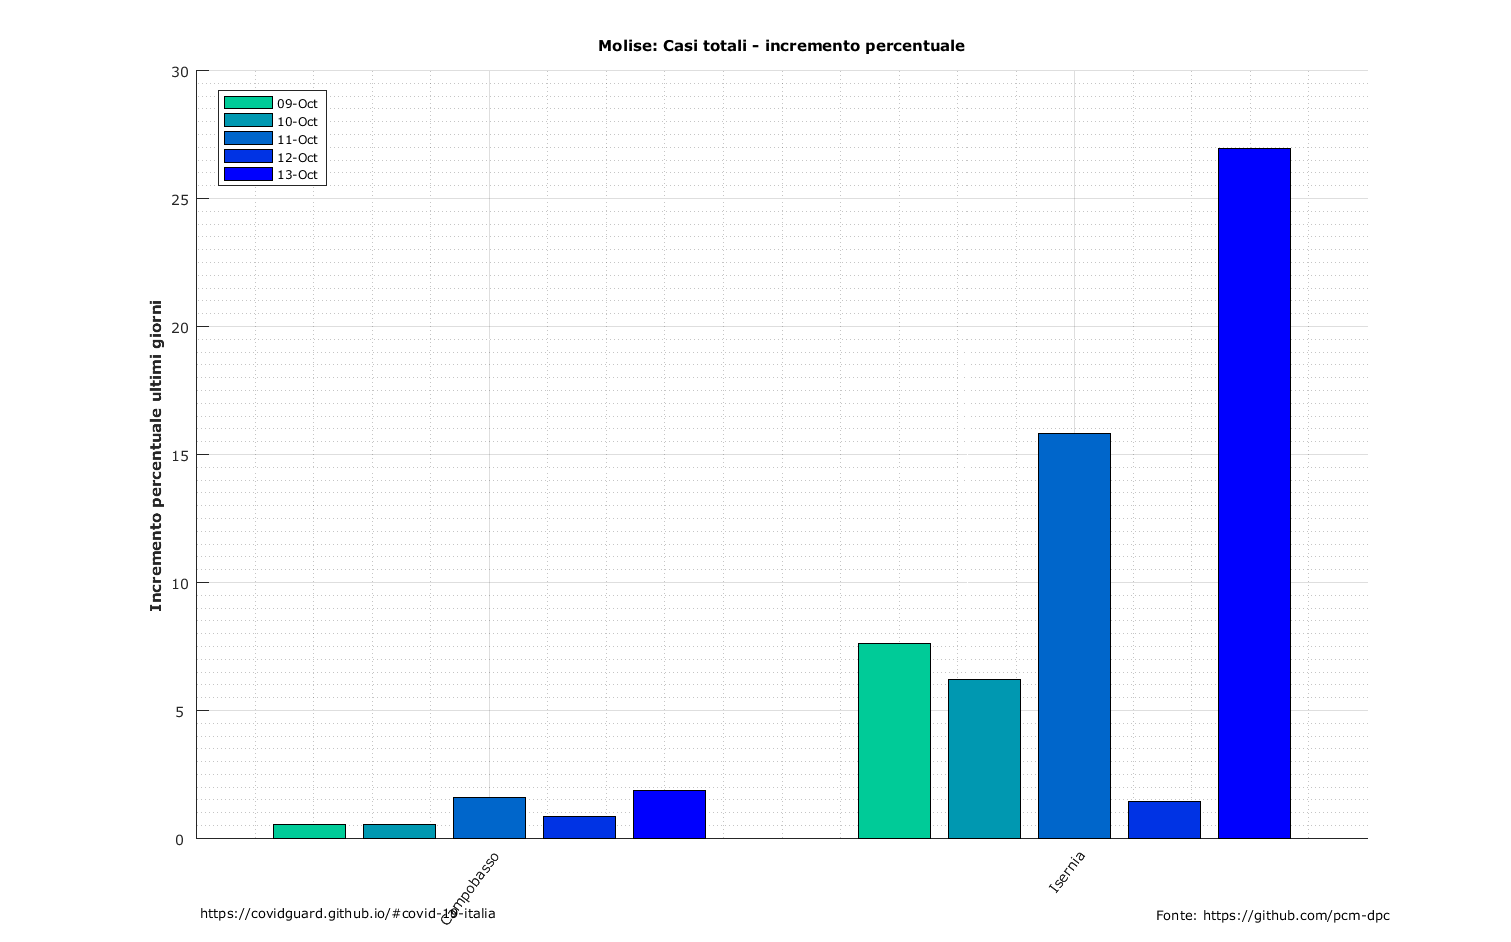 Molise: Casi totali - incremento percentuale
30
25
20
15
10
5
0
Incremento percentuale ultimi giorni
09-Oct
10-Oct
11-Oct
12-Oct
13-Oct
Campobasso
Isernia
https://covidguard.github.io/#covid-19-italia
Fonte: https://github.com/pcm-dpc